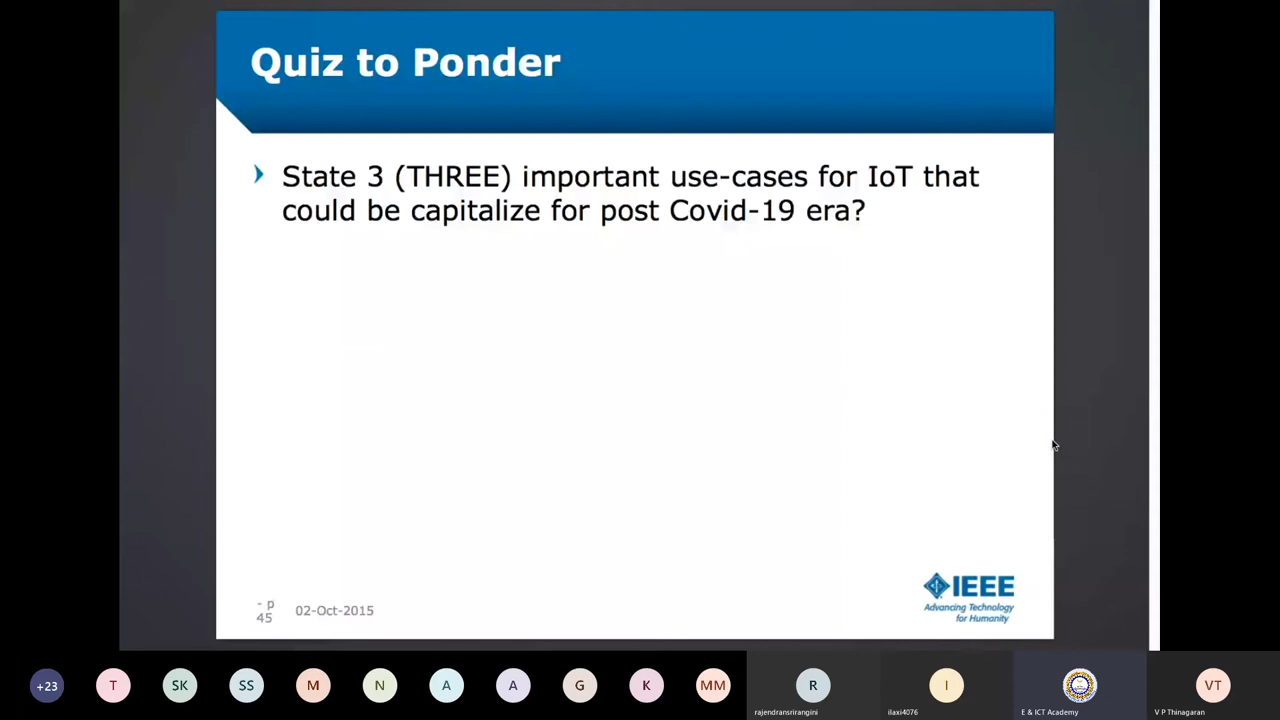 Quiz to Ponder
State 3 (THREE) important use-cases for IoT that
could be capitalize for post Covid-19 era?
- p
45
02-Oct-2015
IEEE
Advancing Technology
for Humanity
+23
T
SK
SS
M
N
A
A
G
K
MM
R
I
VT
rajendransrirangini
ilaxi4076
E & ICT Academy
V P Thinagaran